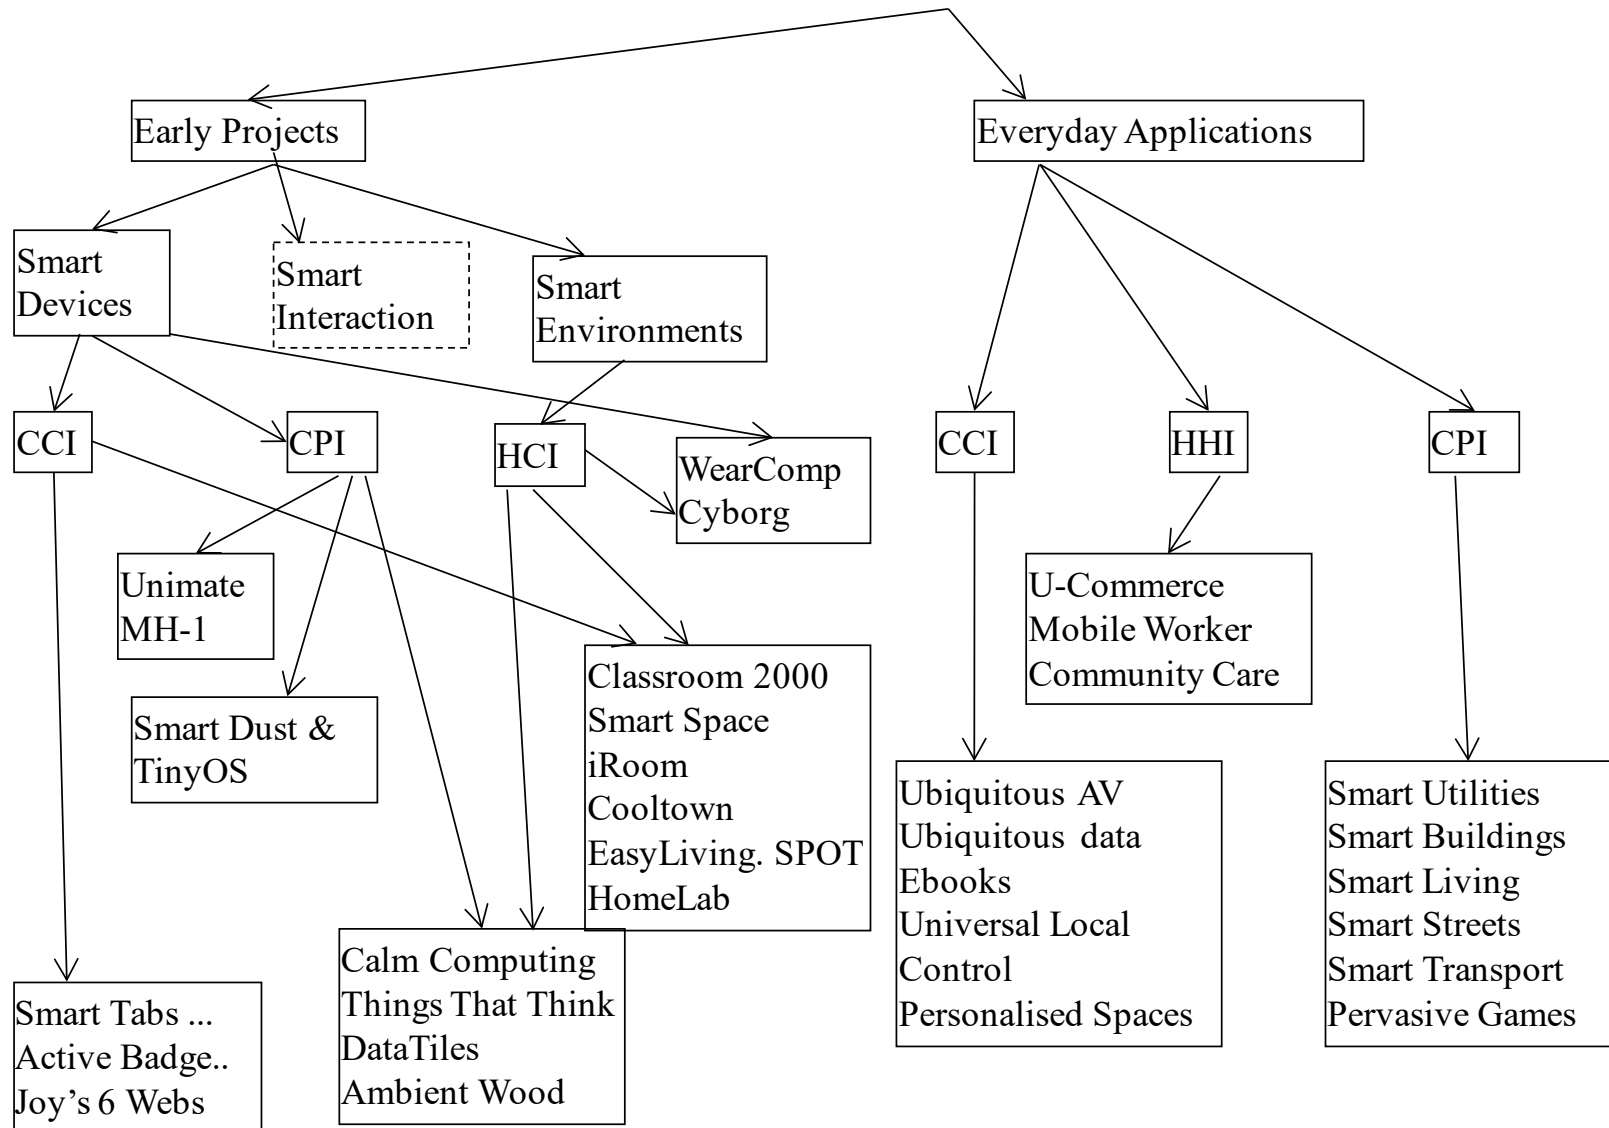 Early Projects
Everyday Applications
Smart
Devices
Smart
Interaction
Smart
Environments
CCI
CPI
HCI
WearComp
Cyborg
CCI
HHI
CPI
Unimate
MH-1
U-Commerce
Mobile Worker
Community Care
Smart Dust &
TinyOS
Classroom 2000
Smart Space
iRoom
Cooltown
EasyLiving. SPOT
HomeLab
Ubiquitous AV
Ubiquitous data
Ebooks
Universal Local
Control
Personalised Spaces
Smart Utilities
Smart Buildings
Smart Living
Smart Streets
Smart Transport
Pervasive Games
Smart Tabs ...
Active Badge..
Joy’s 6 Webs
Calm Computing
Things That Think
DataTiles
Ambient Wood